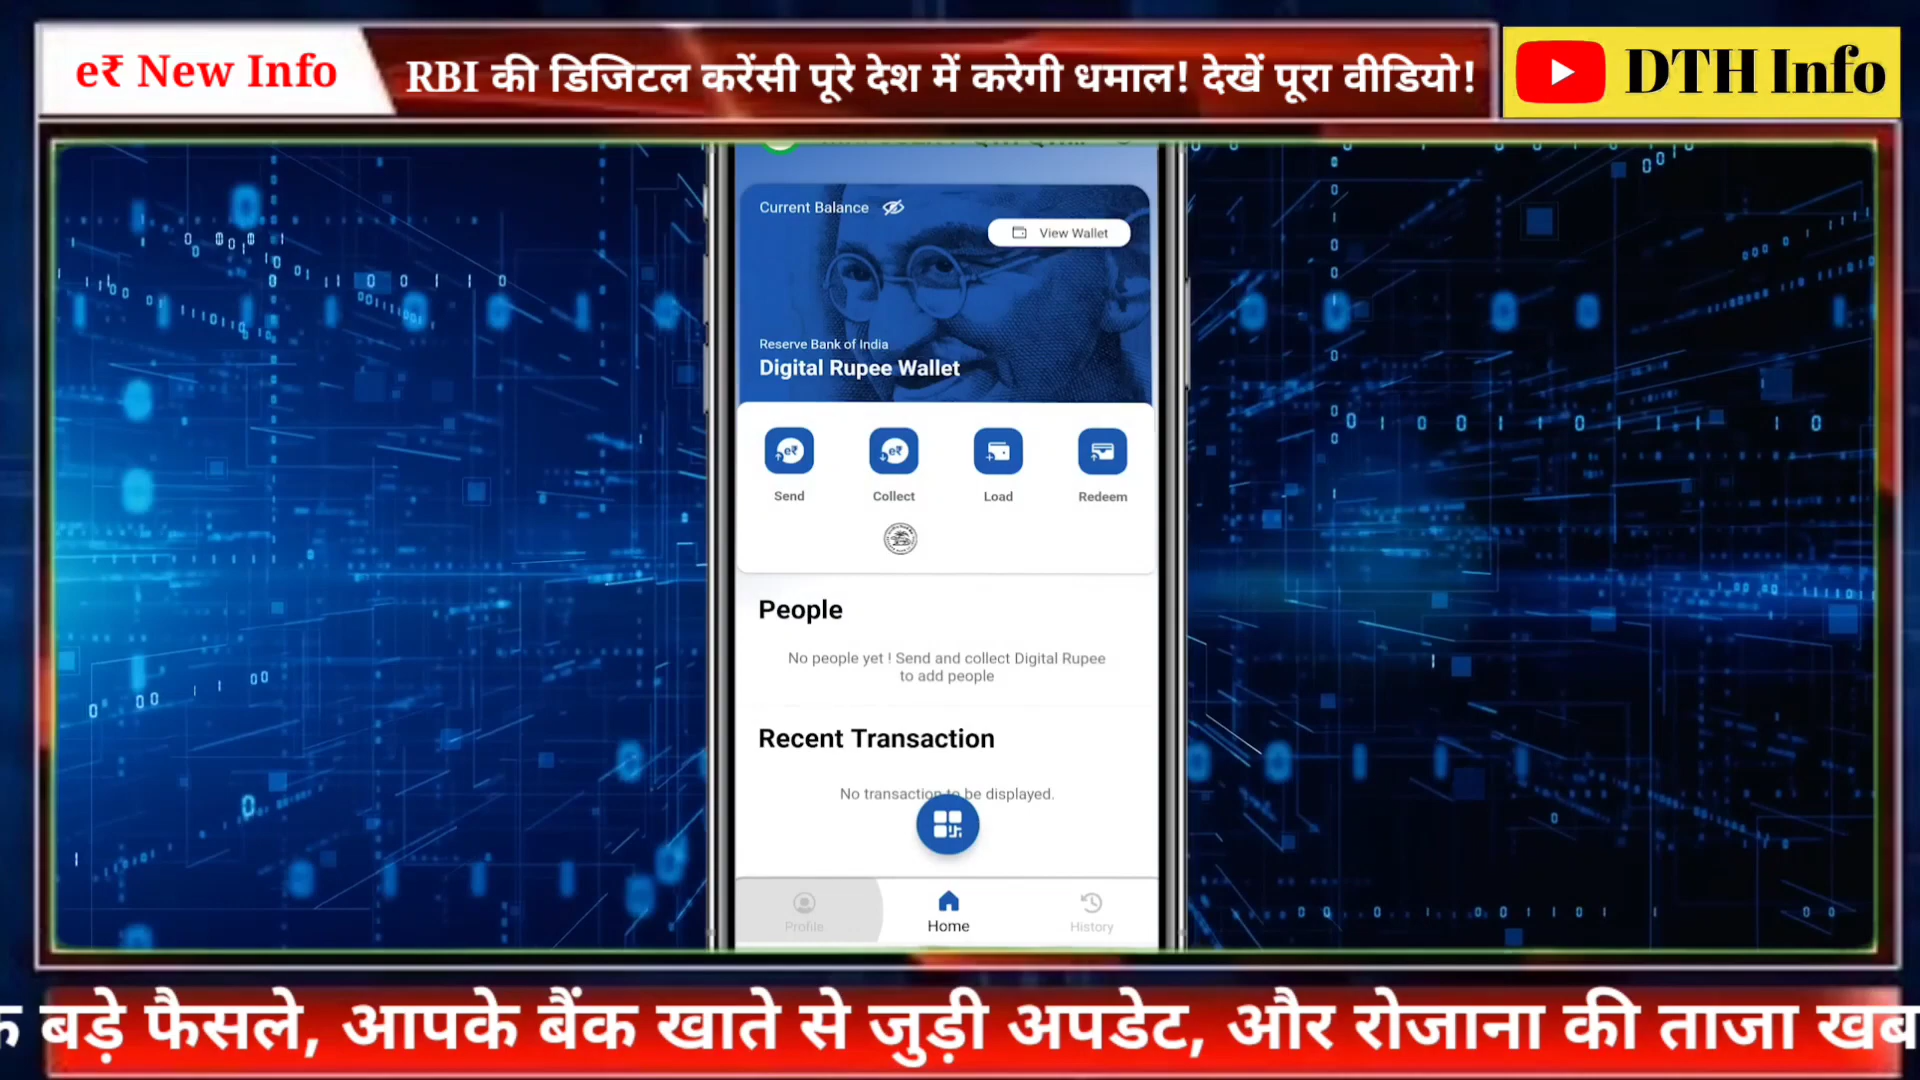 e₹ New Info
RBI की डिजिटल करेंसी पूरे देश में करेगी धमाल! देखें पूरा वीडियो!
DTH Info
Current Balance
View Wallet
Reserve Bank of India
Digital Rupee Wallet
Send
Collect
Load
Redeem
People
No people yet ! Send and collect Digital Rupee
to add people
Recent Transaction
No transaction to be displayed.
Profile
Home
History
बड़े फैसले, आपके बैंक खाते से जुड़ी अपडेट, और रोजाना की ताजा